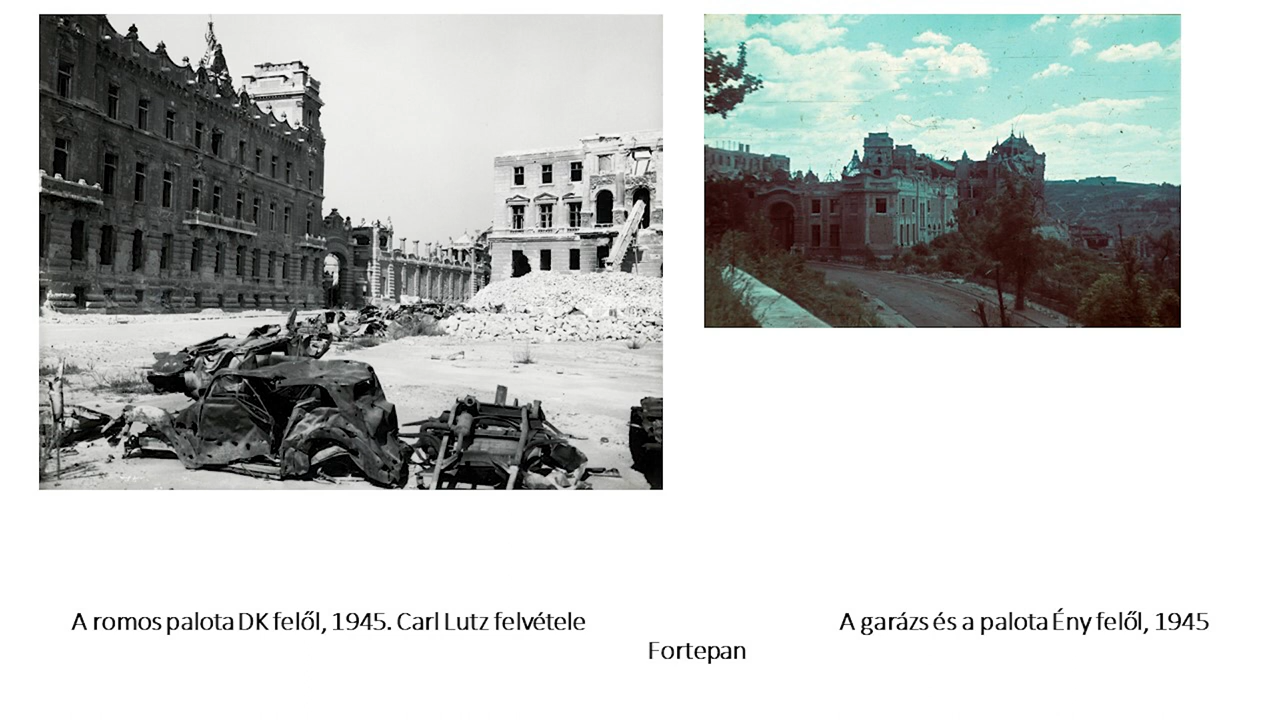 A romos palota DK felől, 1945. Carl Lutz felvétele
A garázs és a palota Ény felől, 1945
Fortepan